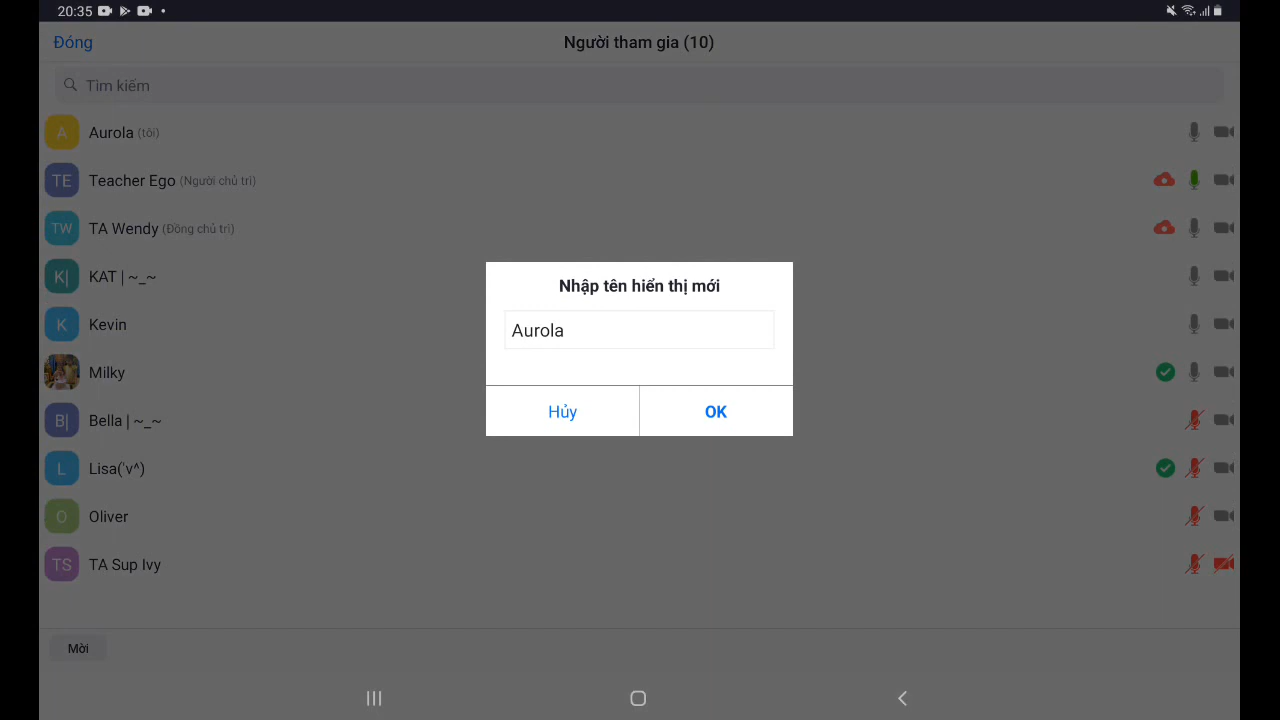 20:35
Đóng
Người tham gia (10)
Tìm kiếm
A Aurola (tôi)
TE Teacher Ego (Người chủ trì)
TW TA Wendy (Đồng chủ trì)
K| KAT | ~_~
K Kevin
Milky
B| Bella | ~_~
L Lisa('v^)
O Oliver
TS TA Sup Ivy
Nhập tên hiển thị mới
Aurola
Hủy OK
Mời